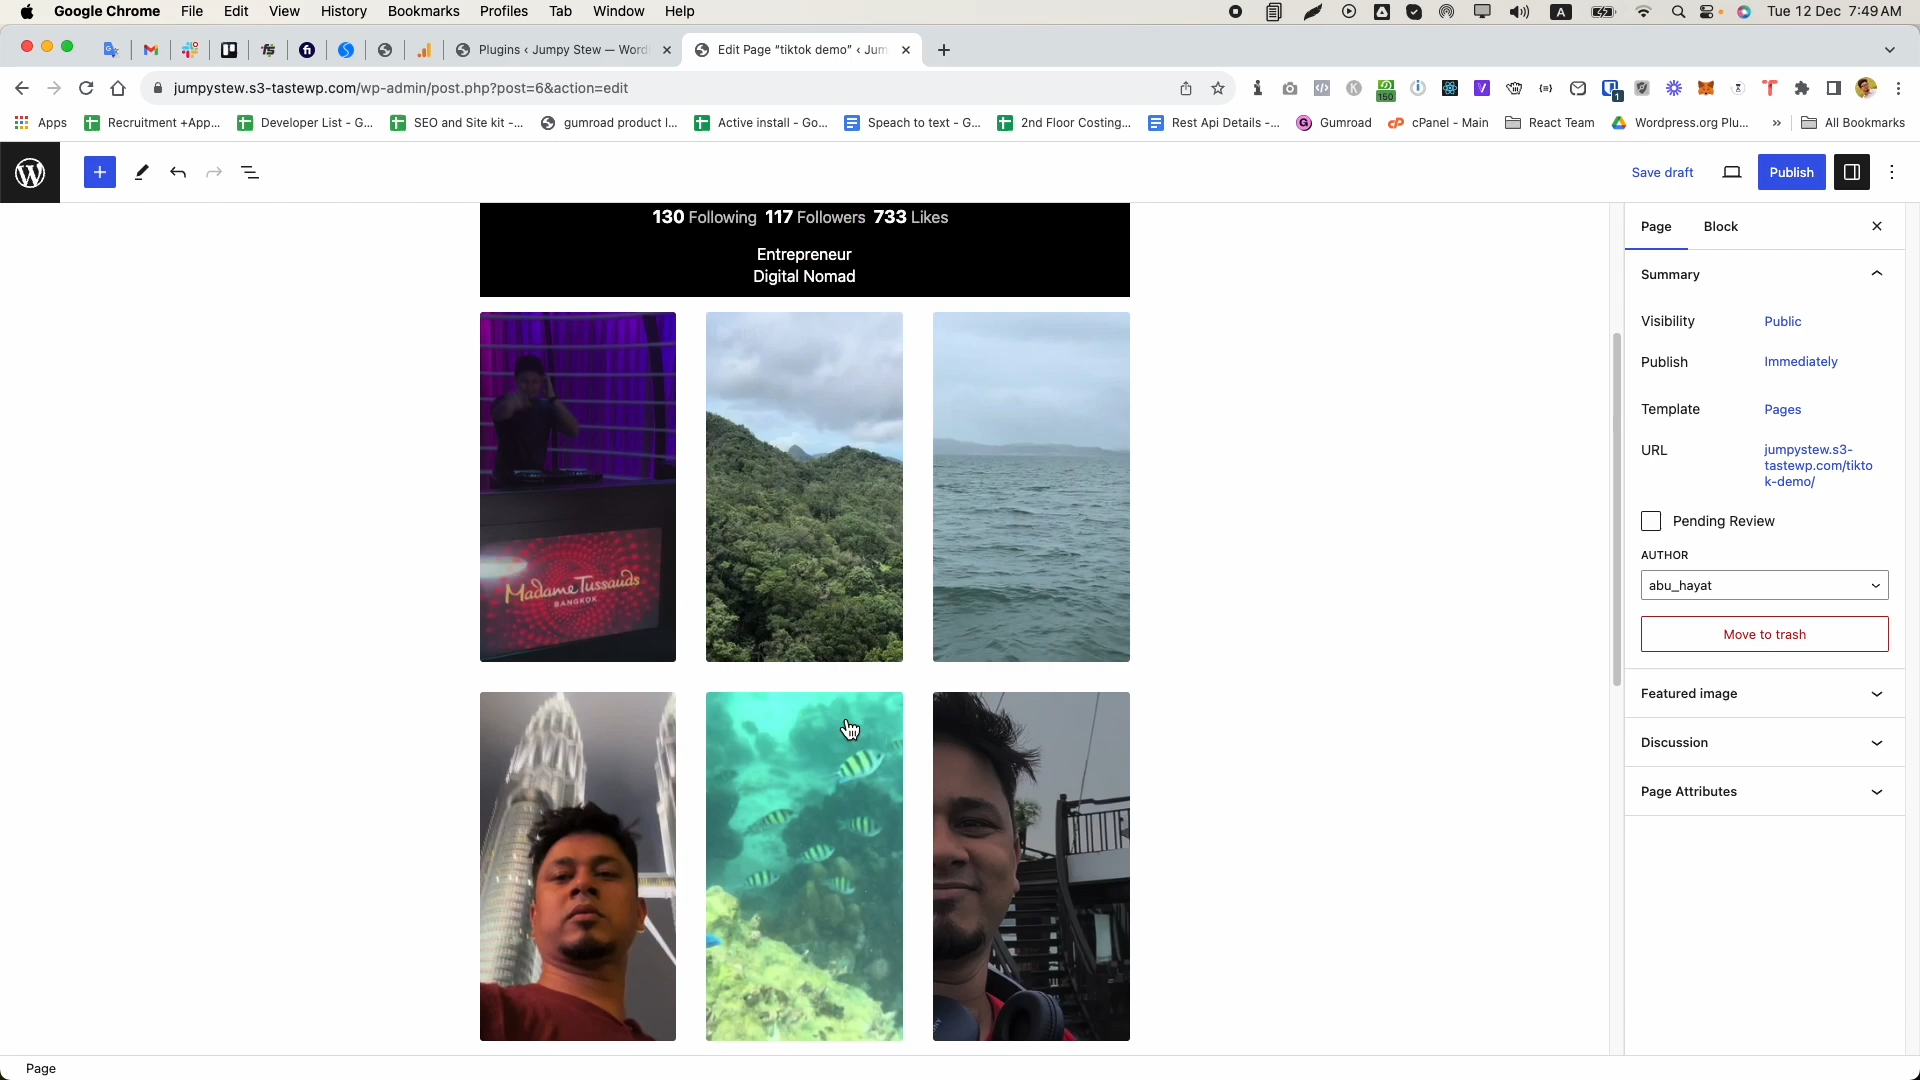 Google Chrome File Edit View History Bookmarks Profiles Tab Window Help A Tue 12 Dec 7:49 AM
Plugins ‹ Jumpy Stew — Word
Edit Page “tiktok demo” ‹ Jum
jumpystew.s3-tastewp.com/wp-admin/post.php?post=6&action=edit
150
1
Apps Recruitment +App... Developer List - G... SEO and Site kit -... gumroad product l... Active install - Go... Speach to text - G... 2nd Floor Costing... Rest Api Details -... Gumroad cPanel - Main React Team Wordpress.org Plu... » All Bookmarks
Save draft Publish
130 Following 117 Followers 733 Likes
Entrepreneur
Digital Nomad
Madame Tussauds
BANGKOK
Page Block
Summary
Visibility Public
Publish Immediately
Template Pages
URL jumpystew.s3-
tastewp.com/tikto
k-demo/
Pending Review
AUTHOR
abu_hayat
Move to trash
Featured image
Discussion
Page Attributes
Page